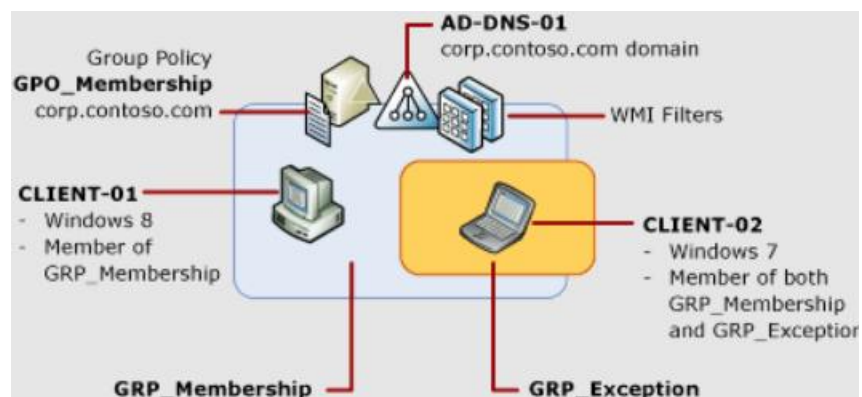 AD-DNS-01
corp.contoso.com domain
Group Policy
GPO_Membership
corp.contoso.com
WMI Filters
CLIENT-01
- Windows 8
- Member of
GRP_Membership
CLIENT-02
- Windows 7
- Member of both
GRP_Membership
and GRP_Exception
GRP_Membership
GRP_Exception